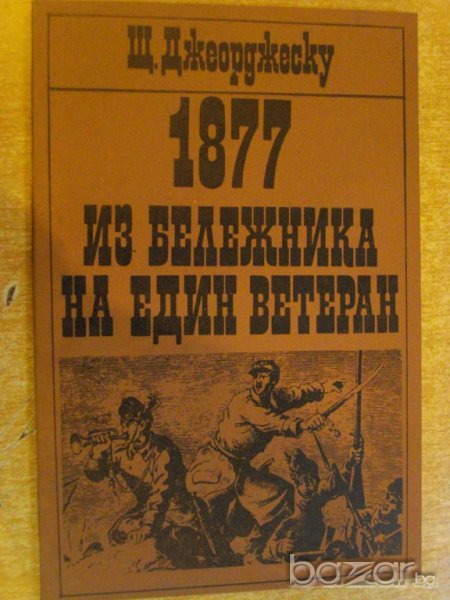 Щ. Джеорджеску
1877
ИЗ БЕЛЕЖНИКА
НА ЕДИН ВЕТЕРАН
bazar.bg